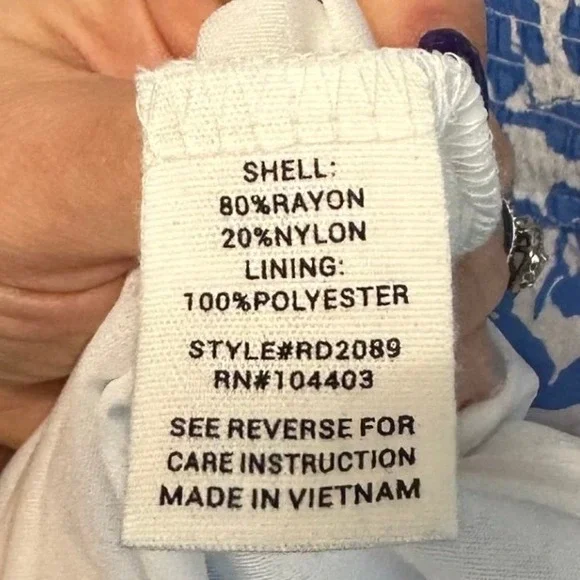 SHELL:
80%RAYON
20%NYLON
LINING:
100%POLYESTER
STYLE#RD2089
RN#104403
SEE REVERSE FOR
CARE INSTRUCTION
MADE IN VIETNAM